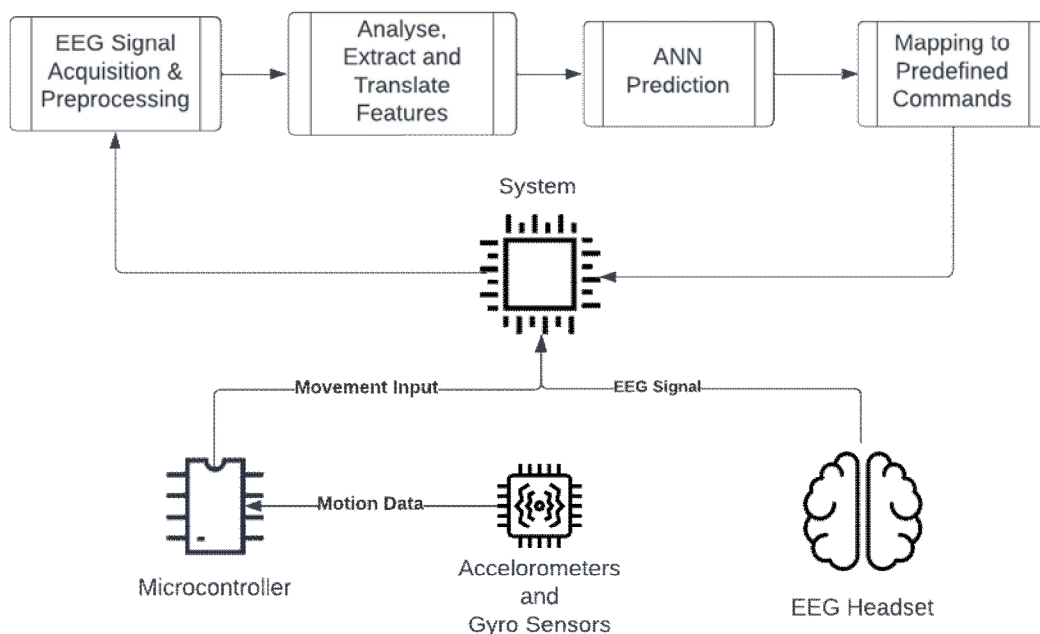 EEG Signal
Acquisition &
Preprocessing
Analyse,
Extract and
Translate
Features
ANN
Prediction
Mapping to
Predefined
Commands
System
Movement Input
EEG Signal
Motion Data
Microcontroller
Accelorometers
and
Gyro Sensors
EEG Headset